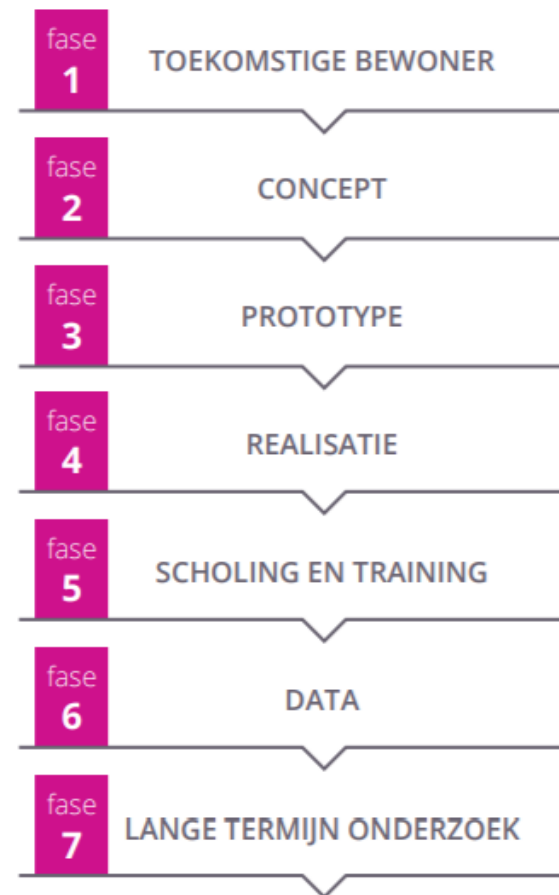 fase
1
TOEKOMSTIGE BEWONER
fase
2
CONCEPT
fase
3
PROTOTYPE
fase
4
REALISATIE
fase
5
SCHOLING EN TRAINING
fase
6
DATA
fase
7
LANGE TERMIJN ONDERZOEK